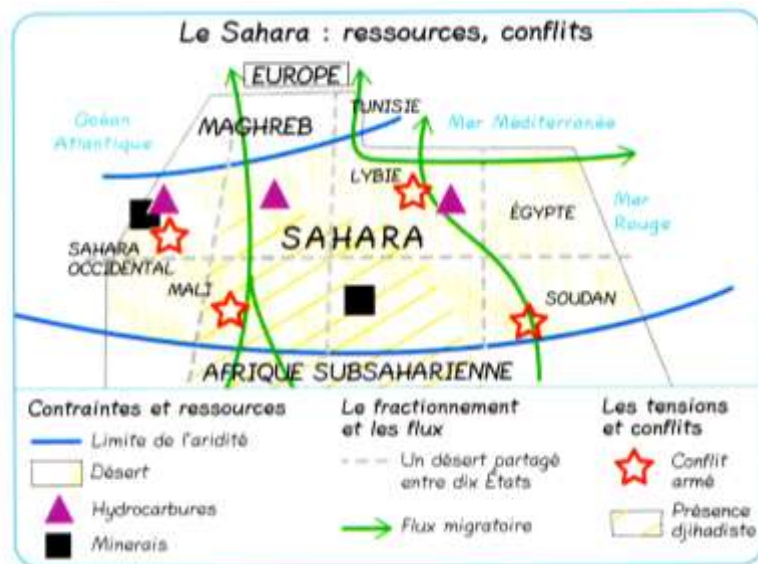 Le Sahara : ressources, conflits
EUROPE
Océan
Atlantique
MAGHREB
TUNISIE
Mer Méditerranée
LYBIE
ÉGYPTE
Mer
Rouge
SAHARA
SAHARA
OCCIDENTAL
MALI
SOUDAN
AFRIQUE SUBSAHARIENNE
Contraintes et ressources
Limite de l'aridité
Désert
Hydrocarbures
Minerais
Le fractionnement
et les flux
Un désert partagé
entre dix États
Flux migratoire
Les tensions
et conflits
Conflit
armé
Présence
djihadiste